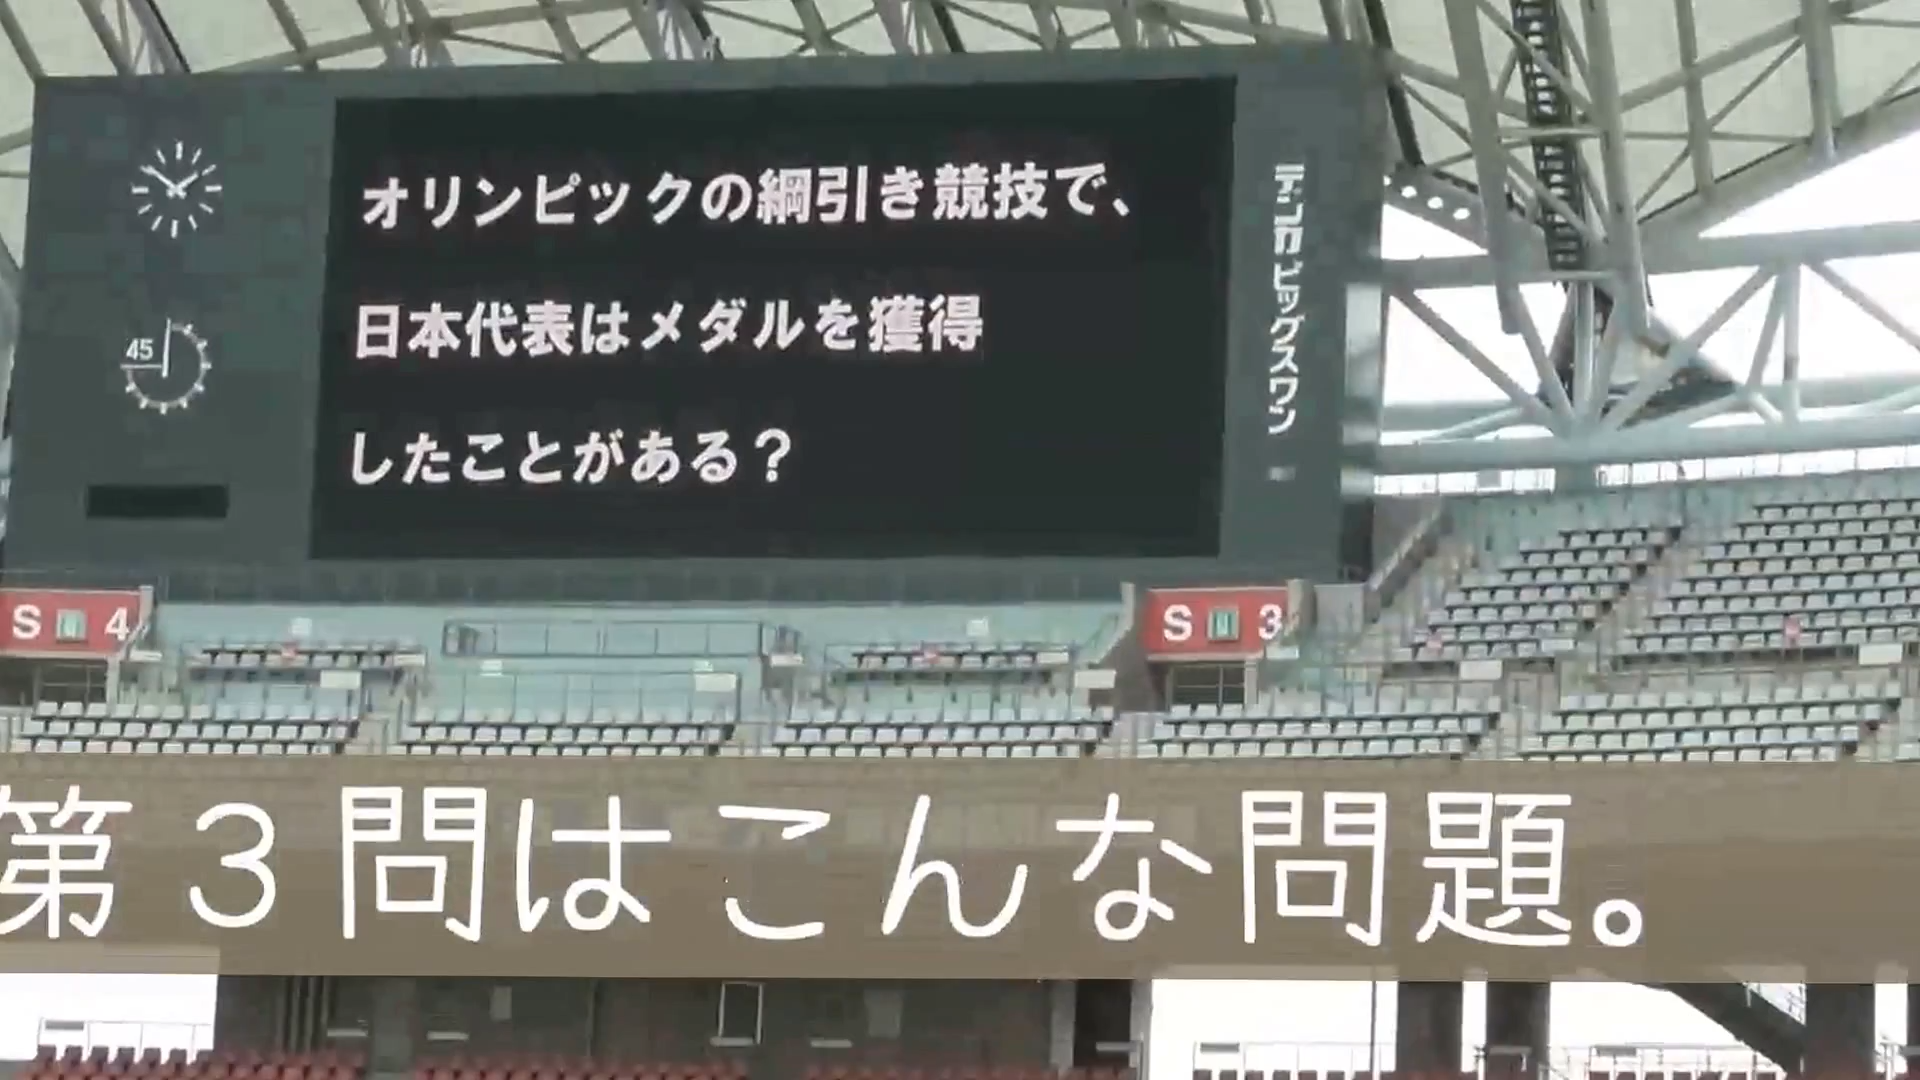 オリンピックの綱引き競技で、
日本代表はメダルを獲得
したことがある？
デンカビッグスワン
45
S N 4
S N 3
第３問はこんな問題。